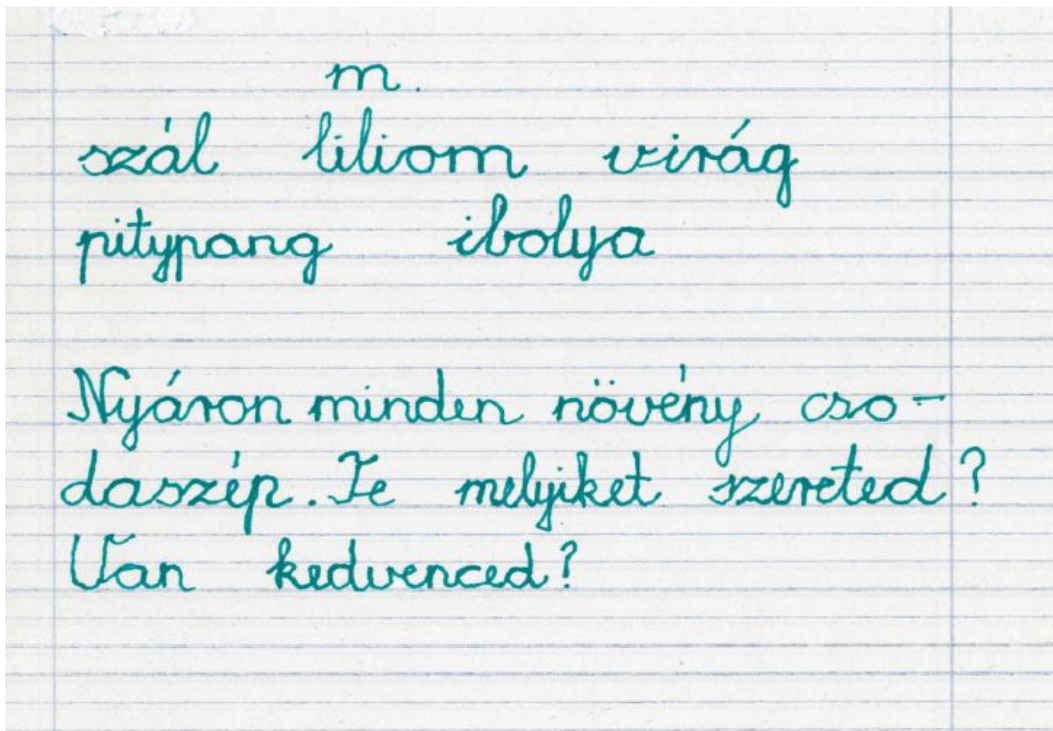 m.
szál liliom virág
pitypang ibolya
Nyáron minden növény cso-
daszép. Te melyiket szereted?
Van kedvenced?